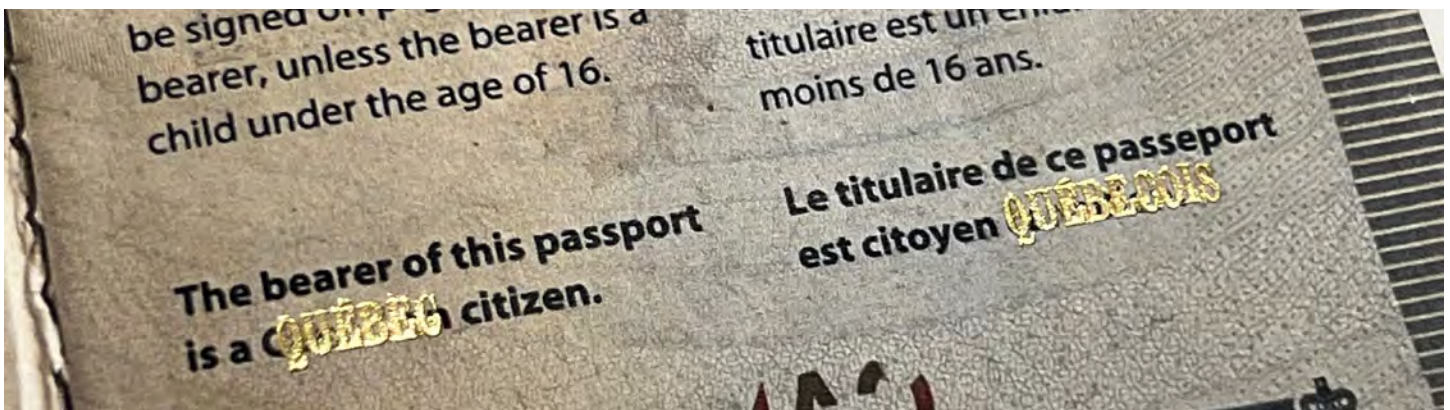 be signed on p
bearer, unless the bearer is a
child under the age of 16.
The bearer of this passport
is a QUÉBEC citizen.
titulaire est un
moins de 16 ans.
Le titulaire de ce passeport
est citoyen QUÉBECOIS